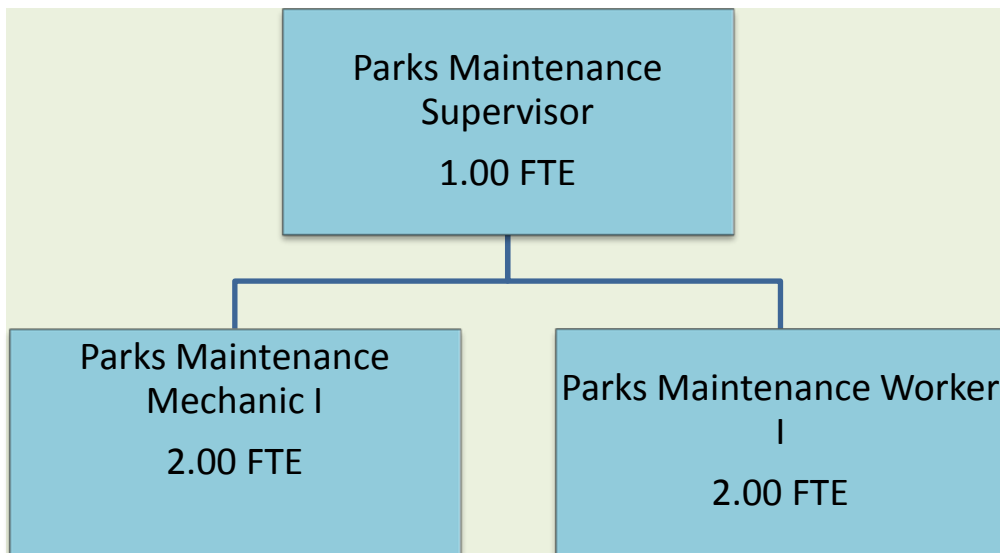 Parks Maintenance
Supervisor
1.00 FTE
Parks Maintenance
Mechanic I
2.00 FTE
Parks Maintenance Worker
I
2.00 FTE